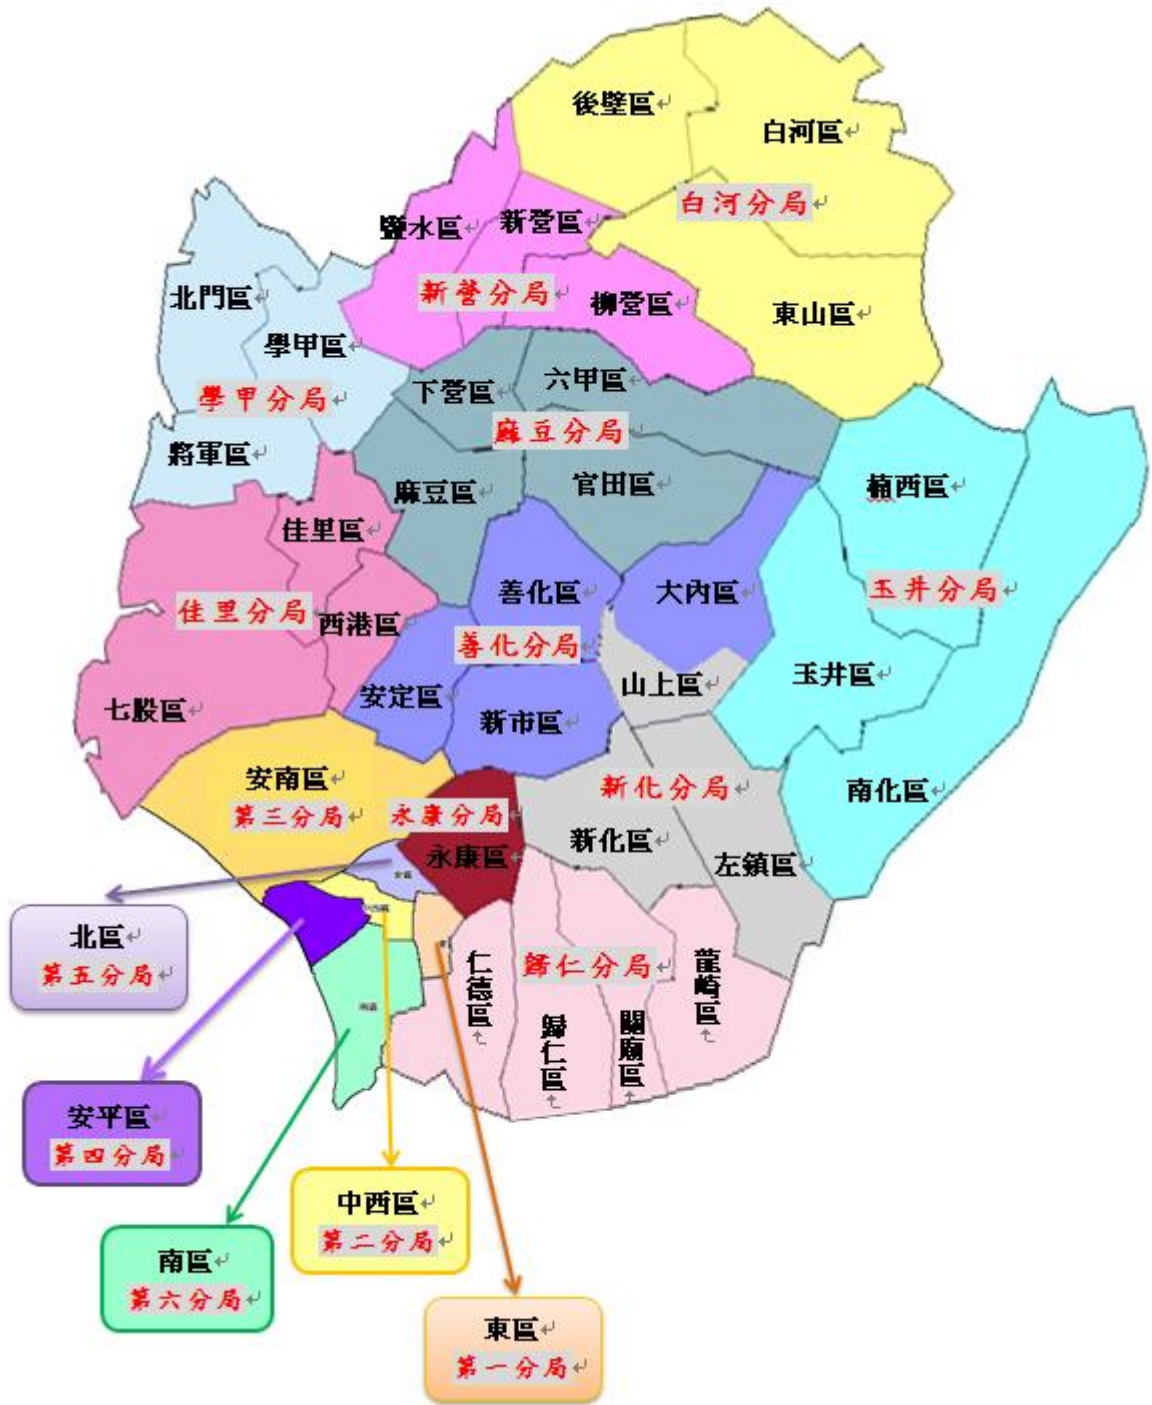 後壁區
白河區
白河分局
鹽水區
新營區
新營分局
柳營區
東山區
北門區
學甲區
學甲分局
將軍區
下營區
六甲區
麻豆分局
麻豆區
官田區
楠西區
佳里區
佳里分局
西港區
七股區
善化區
大內區
善化分局
安定區
新市區
山上區
玉井分局
玉井區
南化區
安南區
第三分局
永康分局
永康區
新化分局
新化區
左鎮區
仁德區
歸仁分局
歸仁區
關廟區
龍崎區
北區
第五分局
安平區
第四分局
南區
第六分局
中西區
第二分局
東區
第一分局
中西區
南區